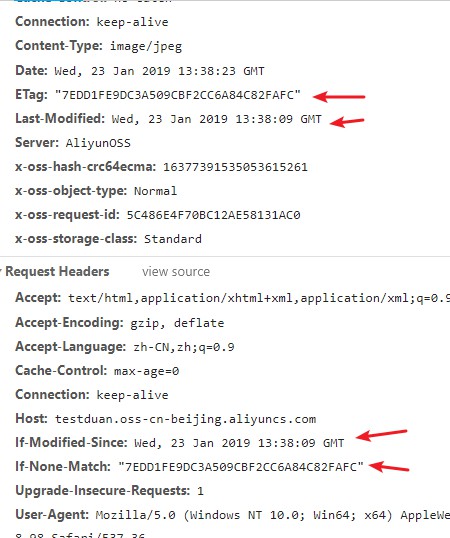 Connection: keep-alive
Content-Type: image/jpeg
Date: Wed, 23 Jan 2019 13:38:23 GMT
ETag: "7EDD1FE9DC3A509CBF2CC6A84C82FAFC"
Last-Modified: Wed, 23 Jan 2019 13:38:09 GMT
Server: AliyunOSS
x-oss-hash-crc64ecma: 16377391535053615261
x-oss-object-type: Normal
x-oss-request-id: 5C486E4F70BC12AE58131AC0
x-oss-storage-class: Standard
Request Headers view source
Accept: text/html,application/xhtml+xml,application/xml;q=0.9
Accept-Encoding: gzip, deflate
Accept-Language: zh-CN,zh;q=0.9
Cache-Control: max-age=0
Connection: keep-alive
Host: testduan.oss-cn-beijing.aliyuncs.com
If-Modified-Since: Wed, 23 Jan 2019 13:38:09 GMT
If-None-Match: "7EDD1FE9DC3A509CBF2CC6A84C82FAFC"
Upgrade-Insecure-Requests: 1
User-Agent: Mozilla/5.0 (Windows NT 10.0; Win64; x64) AppleWe